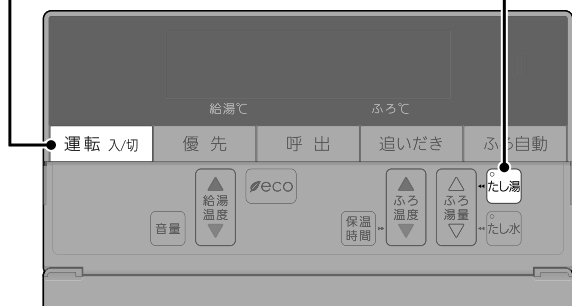 給湯℃ ふろ℃
運転 入/切 優先 呼出 追いだき ふろ自動
給湯温度 eco ふろ温度 ふろ湯量 たし湯
音量 保温時間 たし水